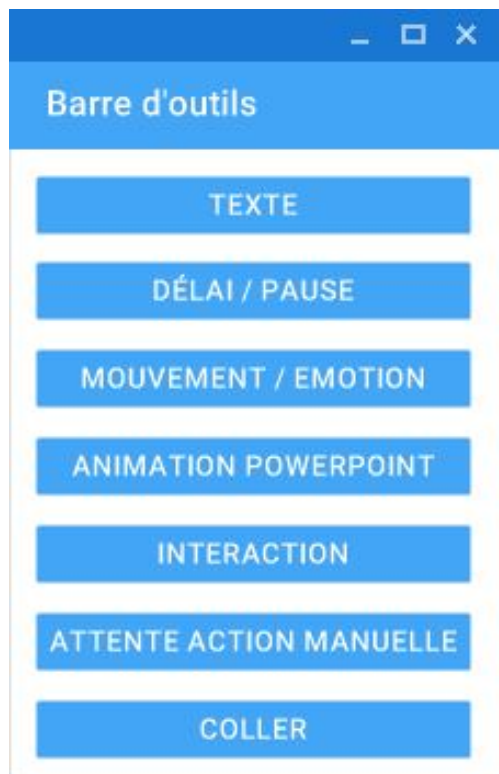 Barre d'outils
TEXTE
DÉLAI / PAUSE
MOUVEMENT / EMOTION
ANIMATION POWERPOINT
INTERACTION
ATTENTE ACTION MANUELLE
COLLER